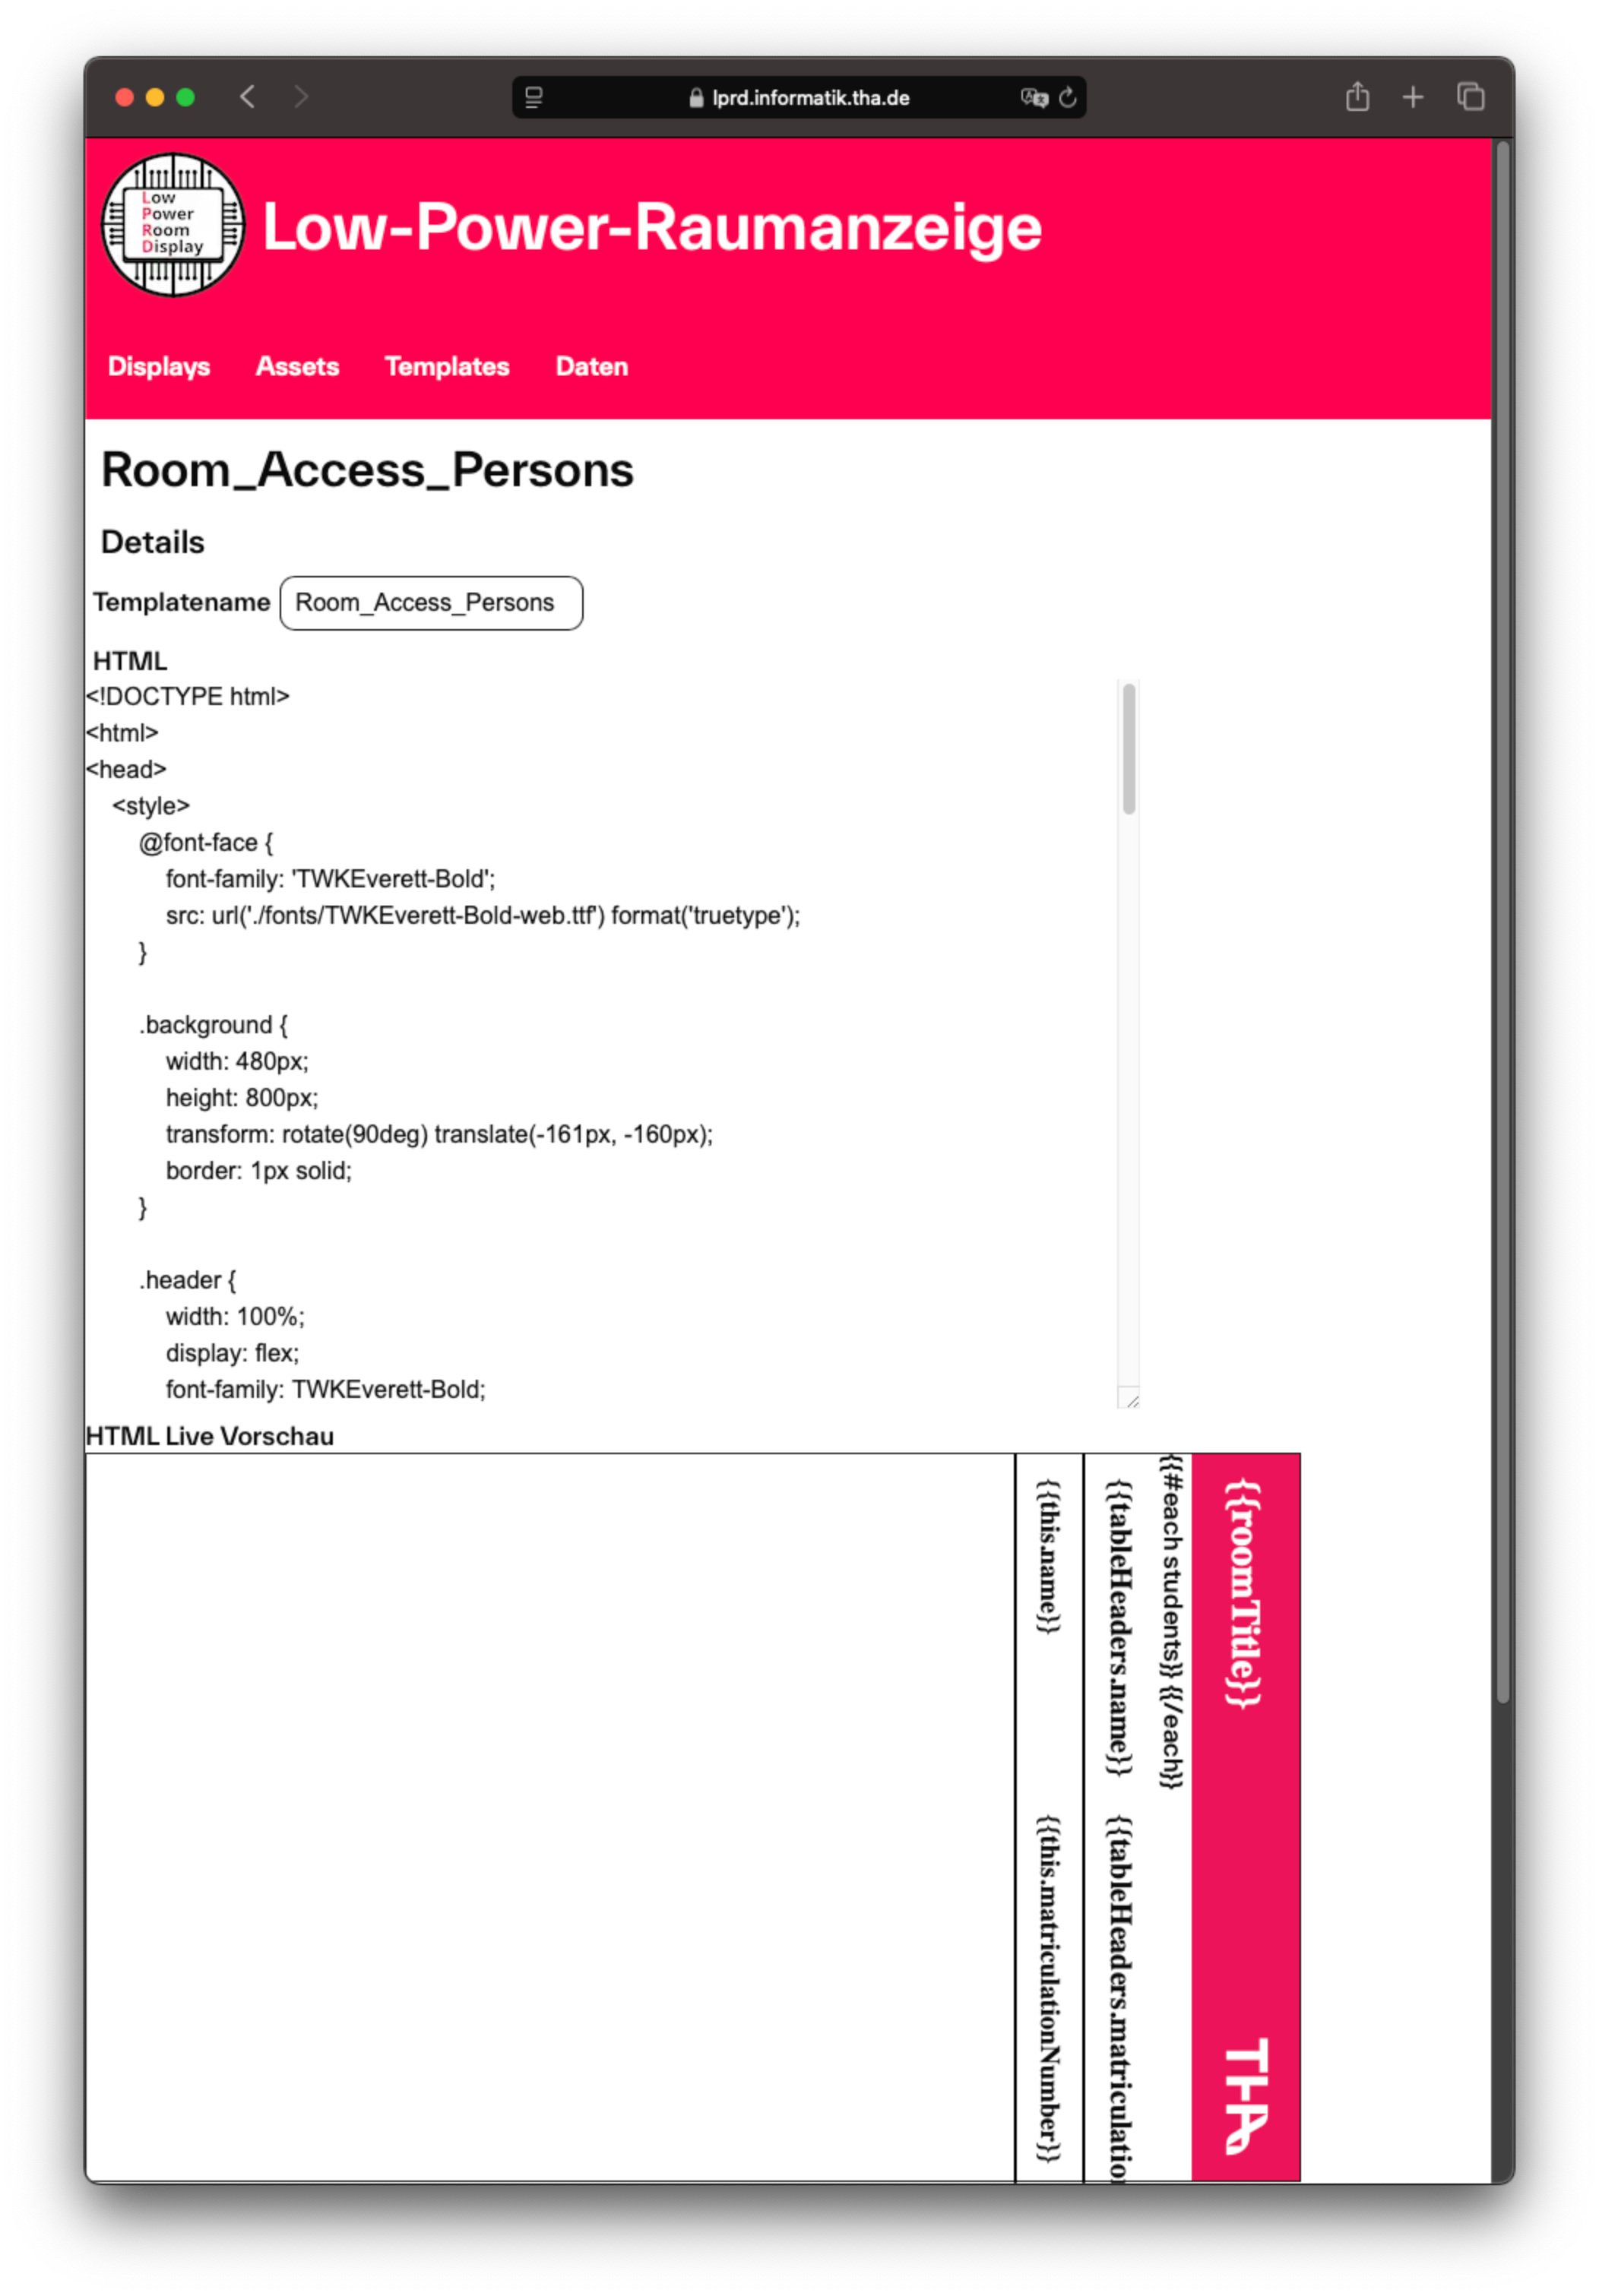 lprd.informatik.tha.de
Low
Power
Room
Display
Low-Power-Raumanzeige
Displays Assets Templates Daten
Room_Access_Persons
Details
Templatename Room_Access_Persons
HTML
<!DOCTYPE html>
<html>
<head>
<style>
@font-face {
font-family: 'TWKEverett-Bold';
src: url('./fonts/TWKEverett-Bold-web.ttf') format('truetype');
}
.background {
width: 480px;
height: 800px;
transform: rotate(90deg) translate(-161px, -160px);
border: 1px solid;
}
.header {
width: 100%;
display: flex;
font-family: TWKEverett-Bold;
HTML Live Vorschau
{{roomTitle}} THA
{{#each students}} {{/each}}
{{tableHeaders.name}} {{tableHeaders.matriculation
{{this.name}} {{this.matriculationNumber}}